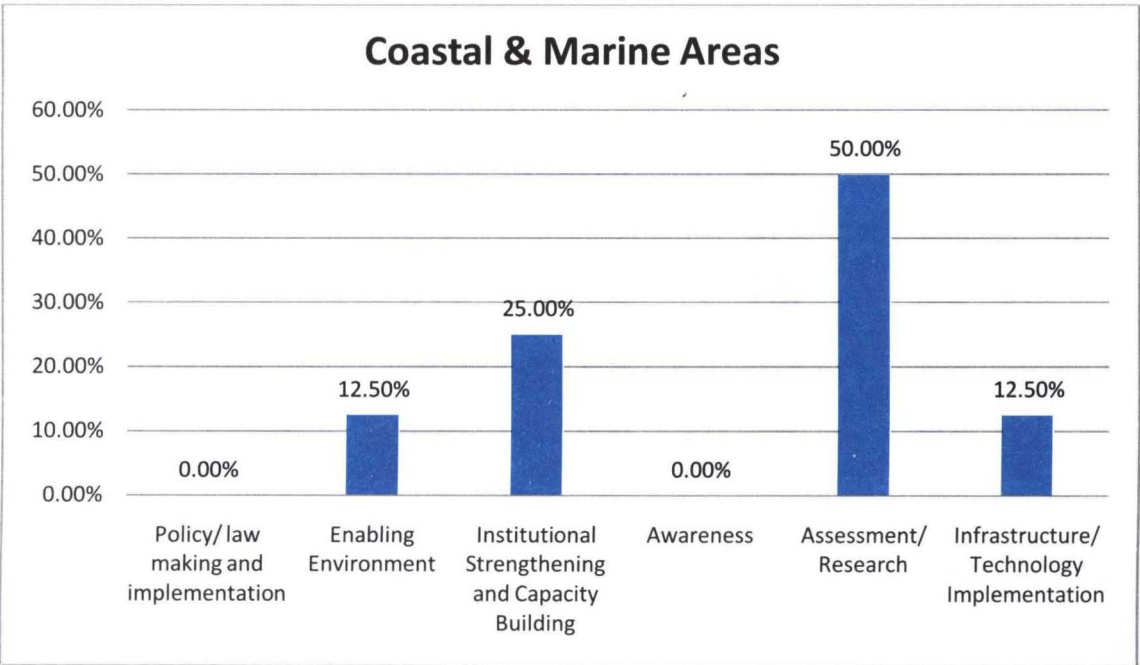 Coastal & Marine Areas
60.00%
50.00%
40.00%
30.00%
20.00%
10.00%
0.00%
0.00%
12.50%
25.00%
0.00%
50.00%
12.50%
Policy/ law
making and
implementation
Enabling
Environment
Institutional
Strengthening
and Capacity
Building
Awareness
Assessment/
Research
Infrastructure/
Technology
Implementation